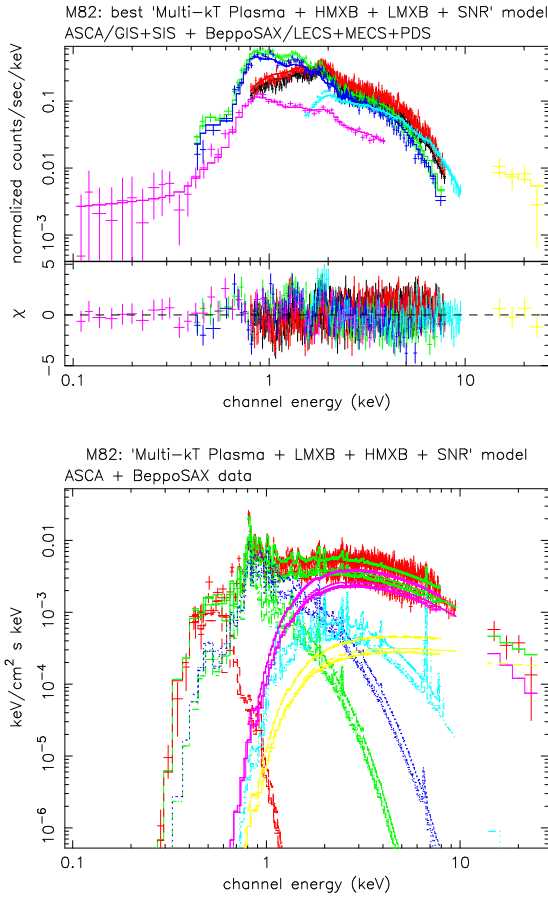 M82: best 'Multi-kT Plasma + HMXB + LMXB + SNR' model
ASCA/GIS+SIS + BeppoSAX/LECS+MECS+PDS
normalized counts/sec/keV
0.1
0.01
10−3
χ
5
0
−5
0.1
1
10
channel energy (keV)
M82: 'Multi-kT Plasma + LMXB + HMXB + SNR' model
ASCA + BeppoSAX data
keV/cm2 s keV
0.01
10−3
10−4
10−5
10−6
0.1
1
10
channel energy (keV)